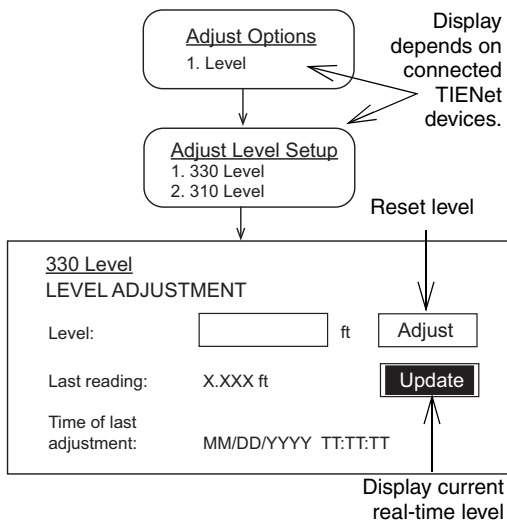 Adjust Options
1. Level
Display
depends on
connected
TIENet
devices.
Adjust Level Setup
1. 330 Level
2. 310 Level
Reset level
330 Level
LEVEL ADJUSTMENT
Level: ft Adjust
Last reading: X.XXX ft Update
Time of last
adjustment: MM/DD/YYYY TT:TT:TT
Display current
real-time level